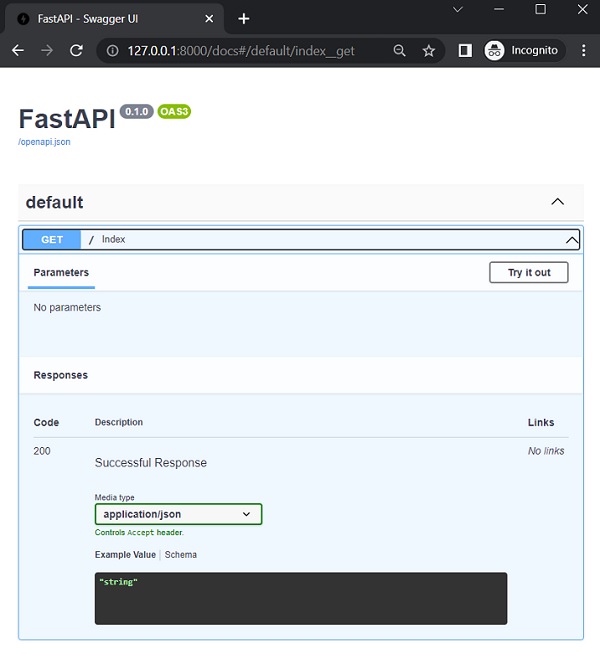 FastAPI - Swagger UI
127.0.0.1:8000/docs#/default/index__get
Incognito
FastAPI 0.1.0 OAS3
/openapi.json
default
GET / Index
Parameters Try it out
No parameters
Responses
Code Description Links
200 Successful Response No links
Media type
application/json
Controls Accept header.
Example Value Schema
"string"